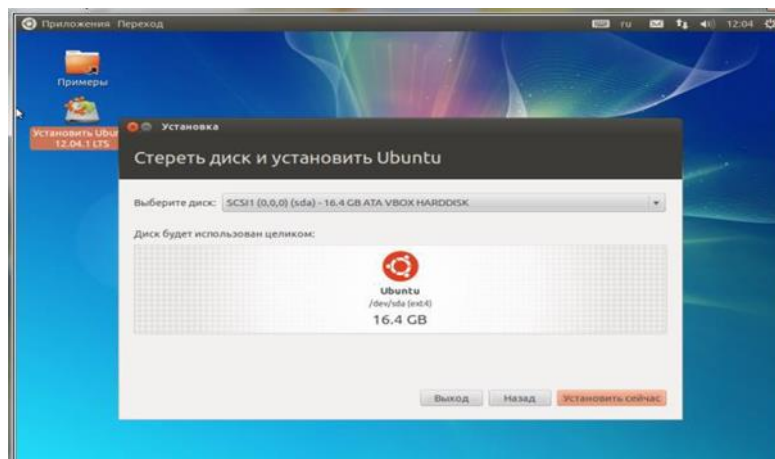 Приложения Переход
ru 12:04
Примеры
Установить Ubu
12.04.1 LTS
Установка
Стереть диск и установить Ubuntu
Выберите диск: SCSI1 (0,0,0) (sda) - 16.4 GB ATA VBOX HARDDISK
Диск будет использован целиком:
Ubuntu
/dev/sda (ext4)
16.4 GB
Выход Назад Установить сейчас